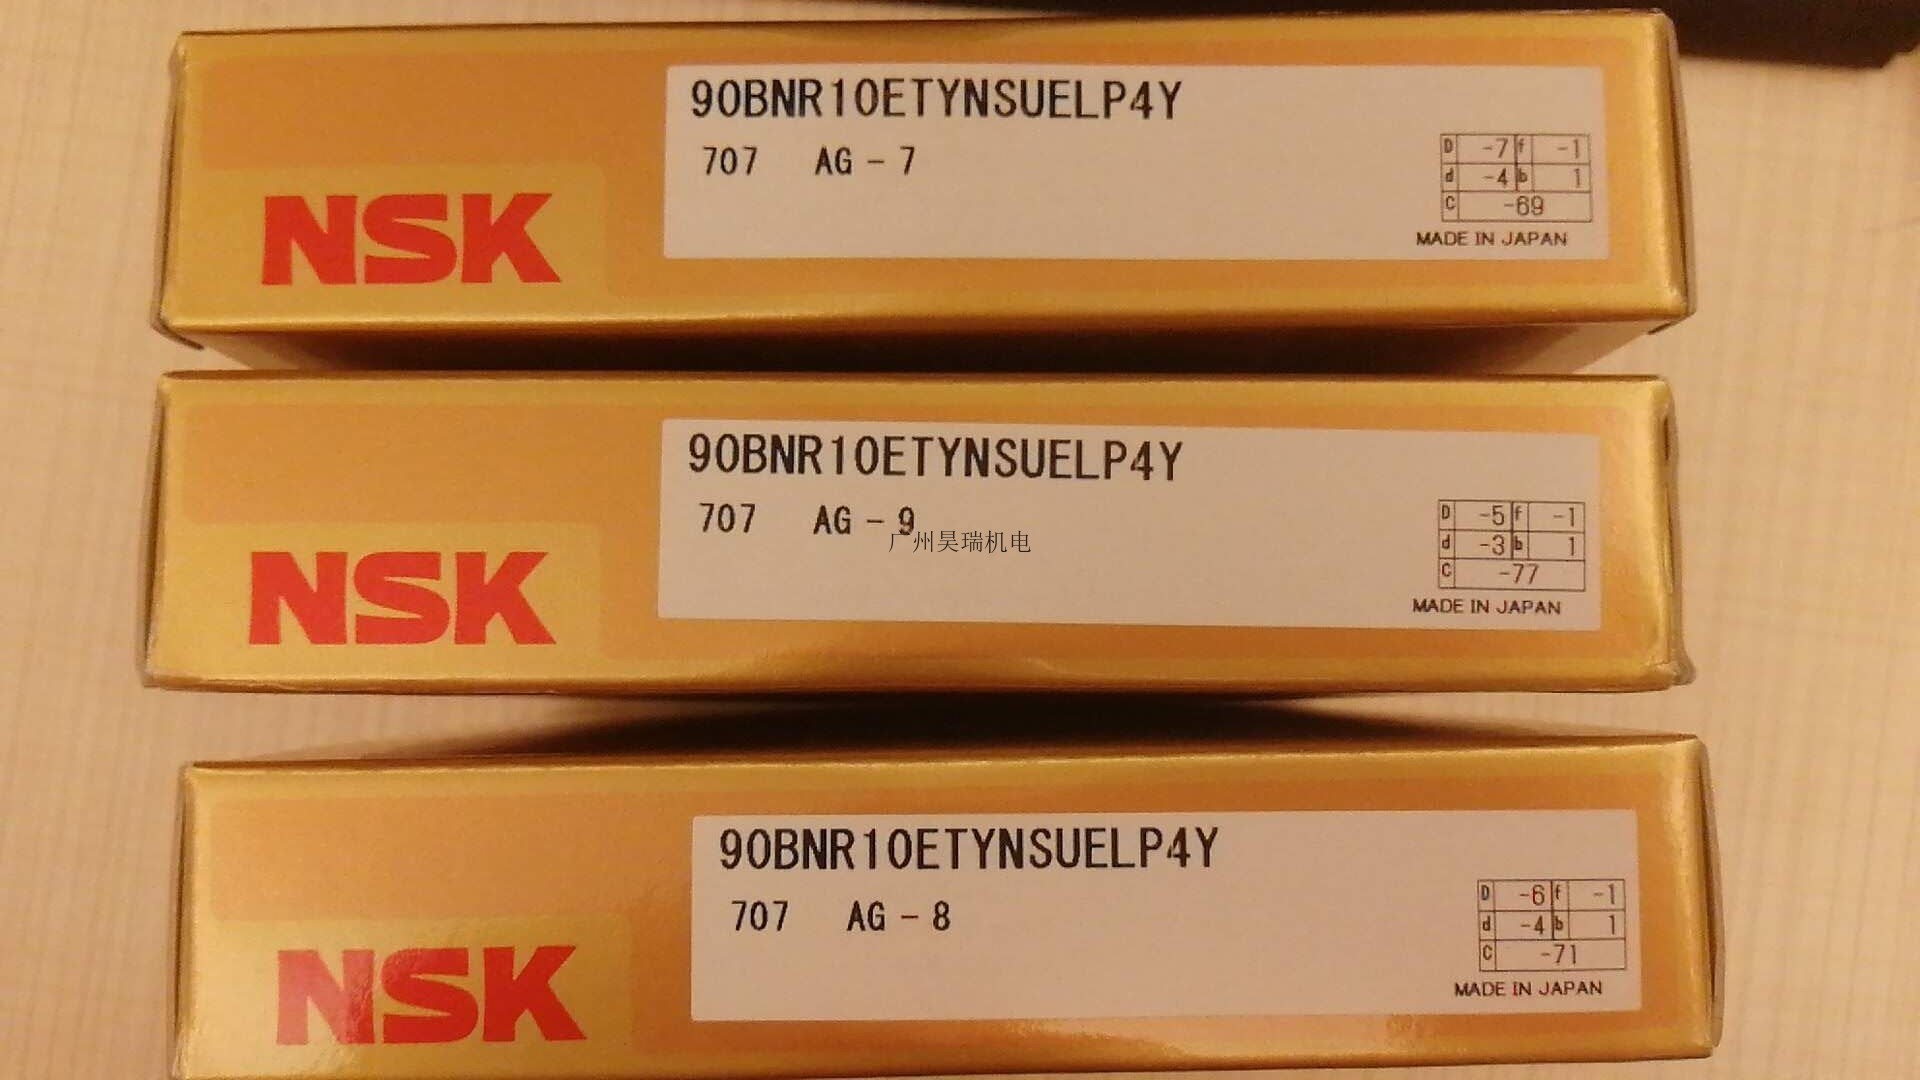 90BNR10ETYNSUELP4Y
707 AG - 7
D -7 f -1
d -4 b 1
C -69
MADE IN JAPAN
NSK
90BNR10ETYNSUELP4Y
707 AG - 9
广州昊瑞机电
D -5 f -1
d -3 b 1
C -77
MADE IN JAPAN
NSK
90BNR10ETYNSUELP4Y
707 AG - 8
D -6 f -1
d -4 b 1
C -71
MADE IN JAPAN
NSK